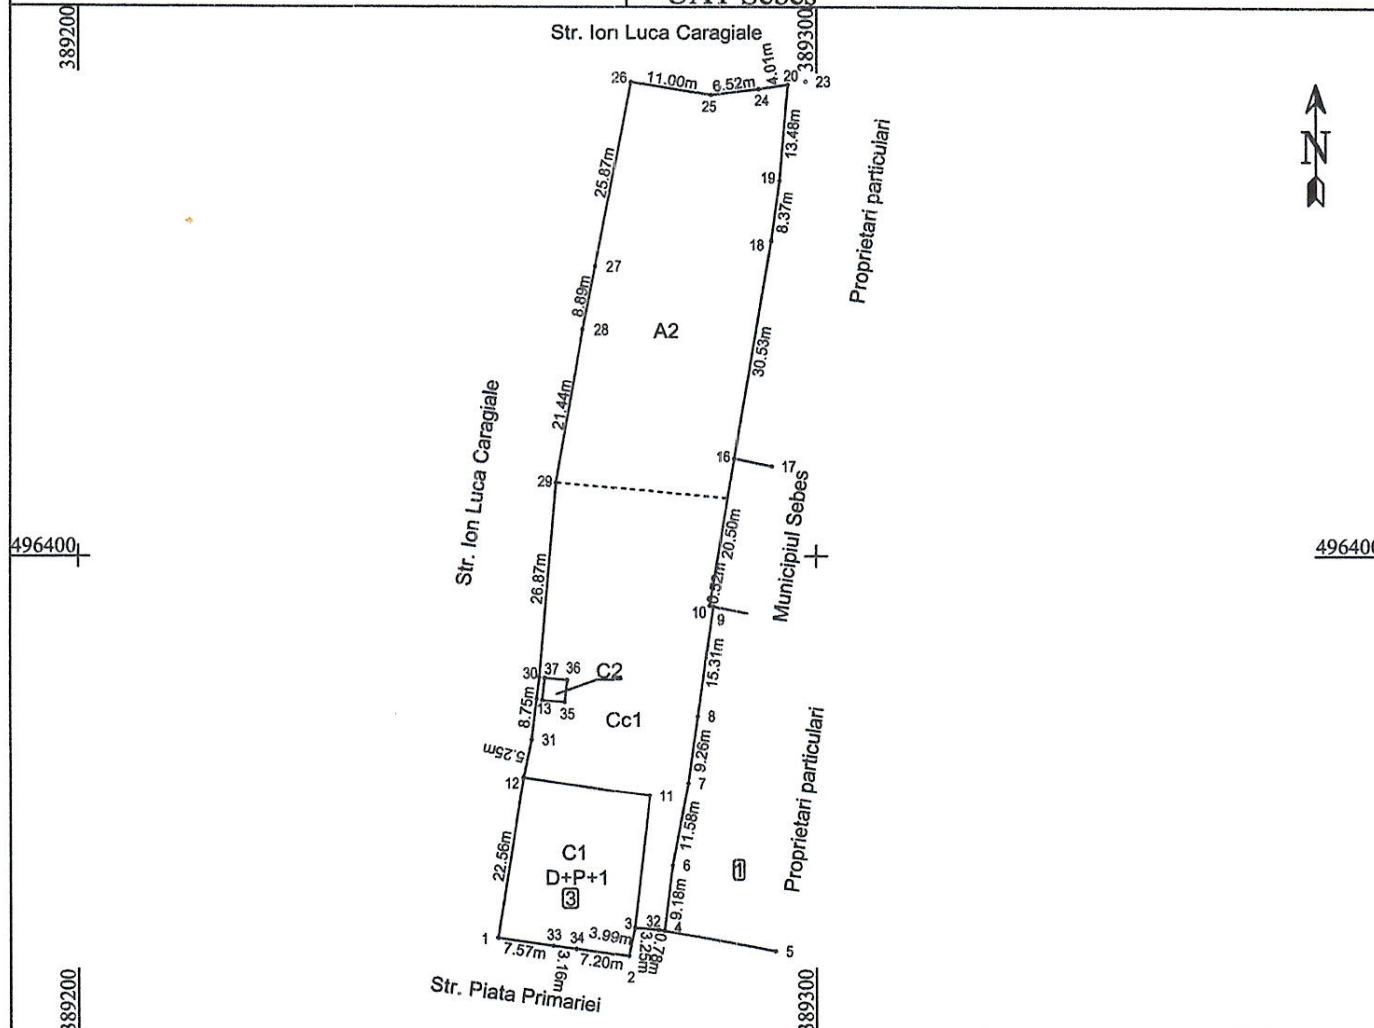 UAT Sebes
389200
389300
Str. Ion Luca Caragiale
26
11.00m
25
6.52m
24
4.01m
20
23
N
13.48m
19
8.37m
18
Proprietari particulari
25.87m
27
8.89m
28
A2
30.53m
21.44m
Str. Ion Luca Caragiale
29
16
17
20.50m
Municipiul Sebes
496400
496400
26.87m
0.52m
10
9
15.31m
30
37
36
C2
13
35
8.75m
Cc1
8
31
5.25m
9.26m
12
11
7
Proprietari particulari
11.58m
22.56m
C1
D+P+1
3
6
1
9.18m
3
32
4
5
1
33
34
3.99m
0.78m
3.25m
7.57m
3.16m
7.20m
2
Str. Piata Primariei
389200
389300